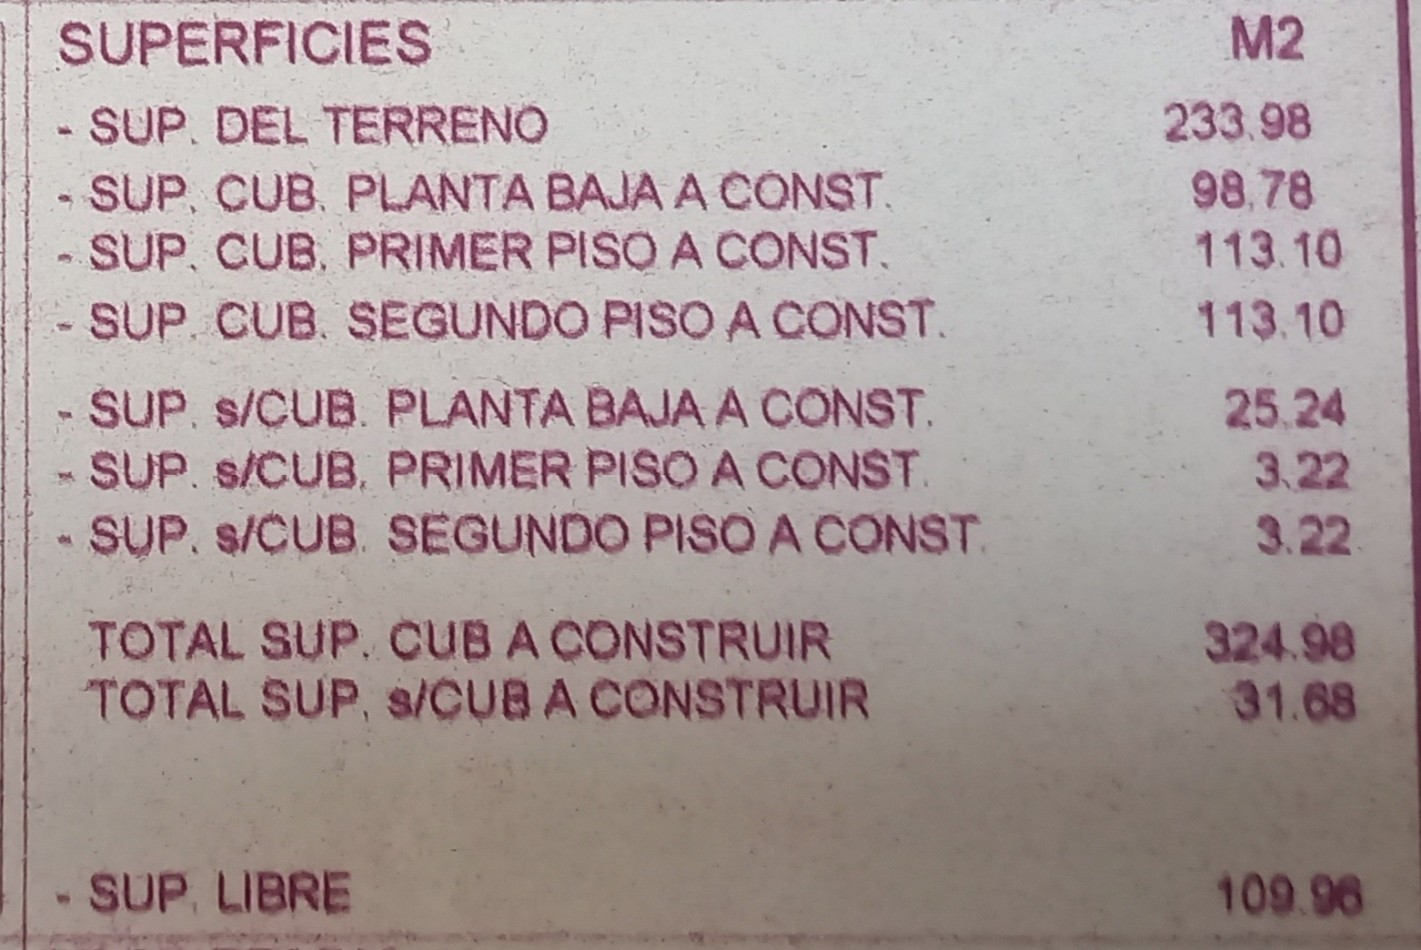 SUPERFICIES M2
- SUP. DEL TERRENO 233.98
- SUP. CUB. PLANTA BAJA A CONST. 98.78
- SUP. CUB. PRIMER PISO A CONST. 113.10
- SUP. CUB. SEGUNDO PISO A CONST. 113.10
- SUP. s/CUB. PLANTA BAJA A CONST. 25.24
- SUP. s/CUB. PRIMER PISO A CONST. 3.22
- SUP. s/CUB. SEGUNDO PISO A CONST. 3.22
TOTAL SUP. CUB A CONSTRUIR 324.98
TOTAL SUP. s/CUB A CONSTRUIR 31.68
- SUP. LIBRE 109.96